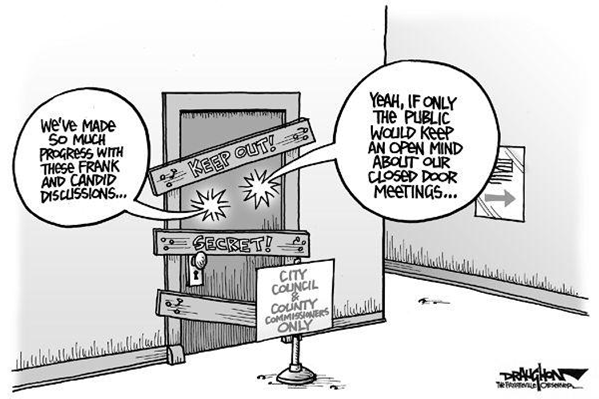 WE'VE MADE
SO MUCH
PROGRESS WITH
THESE FRANK
AND CANDID
DISCUSSIONS...
YEAH, IF ONLY
THE PUBLIC
WOULD KEEP
AN OPEN MIND
ABOUT OUR
CLOSED DOOR
MEETINGS...
KEEP OUT!
SECRET!
CITY
COUNCIL
&
COUNTY
COMMISSIONERS
ONLY
DRAUGHON
THE FAYETTEVILLE OBSERVER